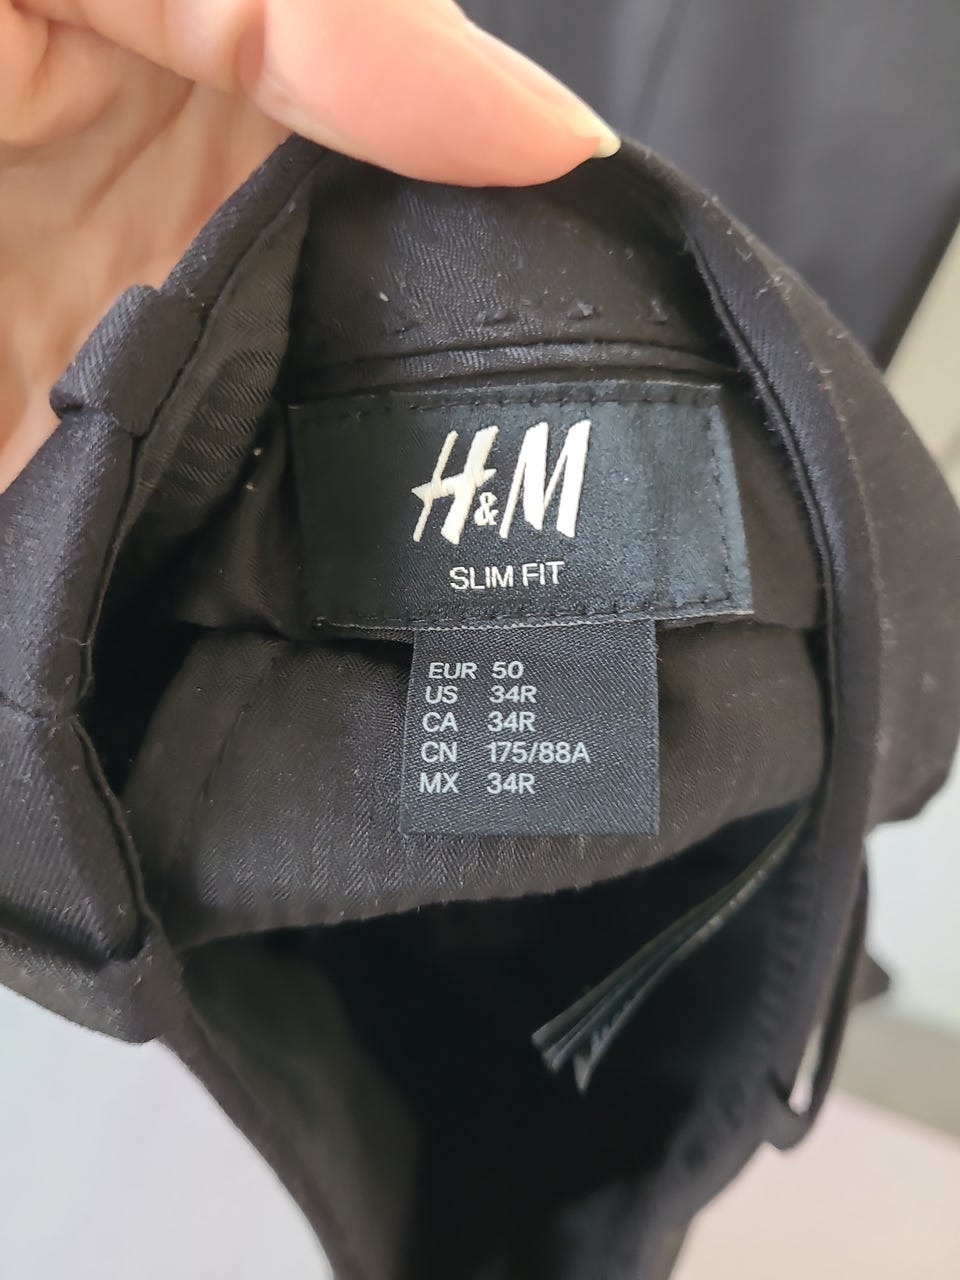 H&M
SLIM FIT
EUR 50
US 34R
CA 34R
CN 175/88A
MX 34R